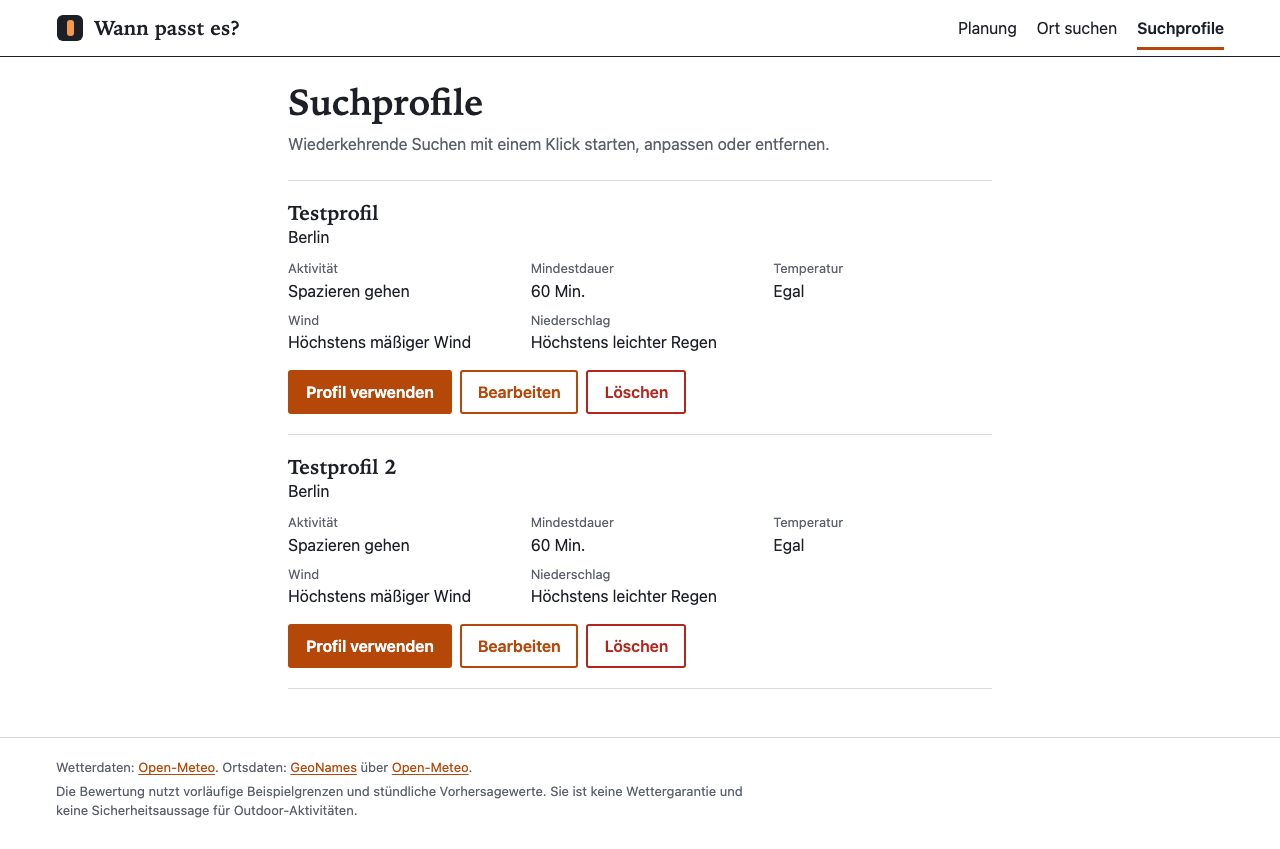 Wann passt es?
Planung Ort suchen Suchprofile
Suchprofile
Wiederkehrende Suchen mit einem Klick starten, anpassen oder entfernen.
Testprofil
Berlin
Aktivität Mindestdauer Temperatur
Spazieren gehen 60 Min. Egal
Wind Niederschlag
Höchstens mäßiger Wind Höchstens leichter Regen
Profil verwenden Bearbeiten Löschen
Testprofil 2
Berlin
Aktivität Mindestdauer Temperatur
Spazieren gehen 60 Min. Egal
Wind Niederschlag
Höchstens mäßiger Wind Höchstens leichter Regen
Profil verwenden Bearbeiten Löschen
Wetterdaten: Open-Meteo. Ortsdaten: GeoNames über Open-Meteo.
Die Bewertung nutzt vorläufige Beispielgrenzen und stündliche Vorhersagewerte. Sie ist keine Wettergarantie und
keine Sicherheitsaussage für Outdoor-Aktivitäten.